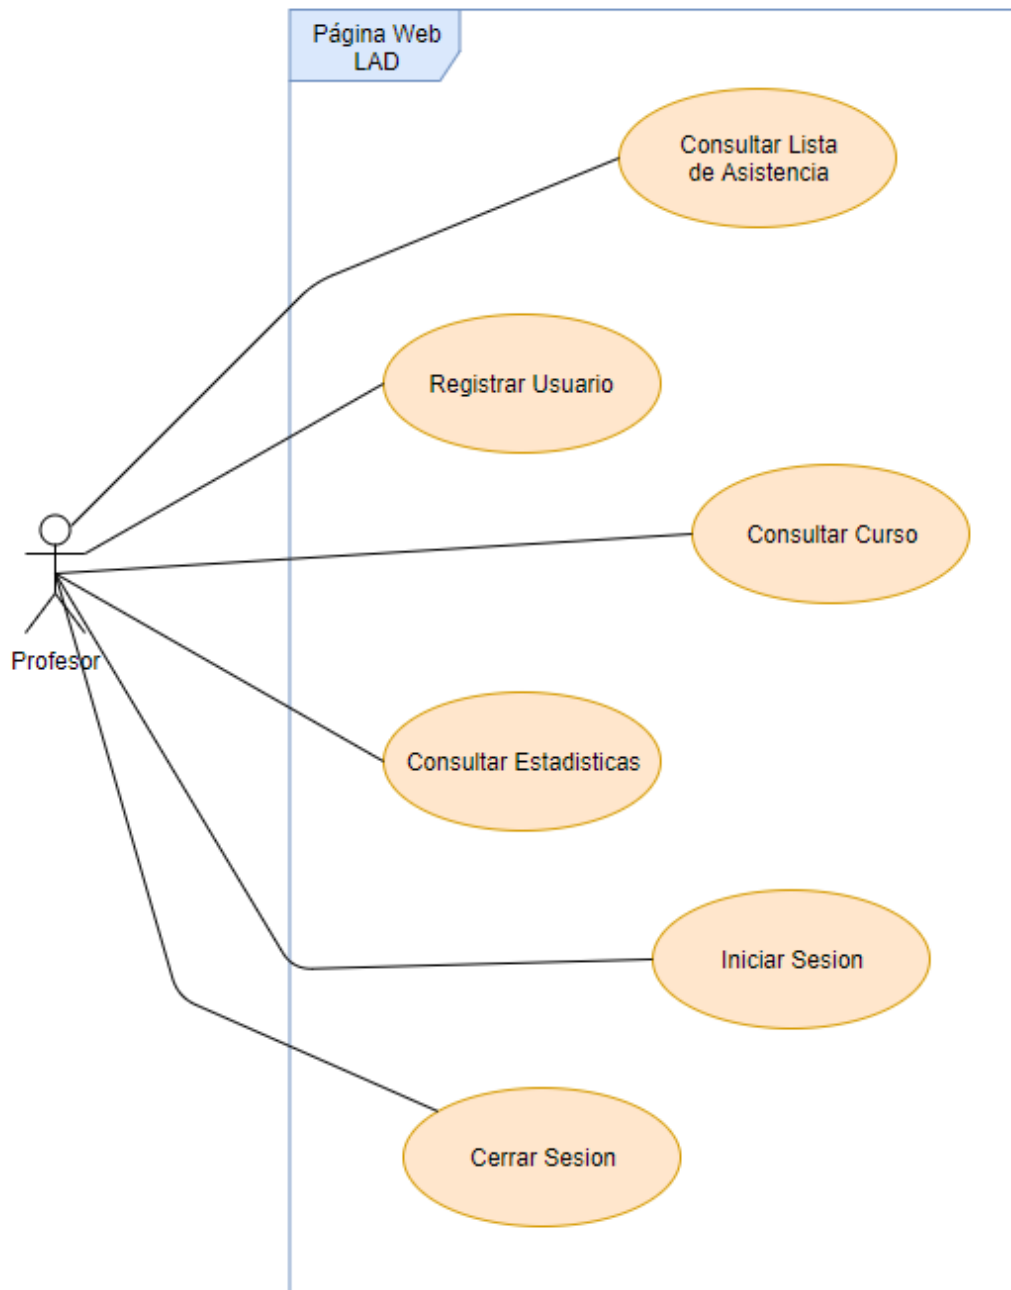 Página Web
LAD
Consultar Lista
de Asistencia
Registrar Usuario
Consultar Curso
Profesor
Consultar Estadisticas
Iniciar Sesion
Cerrar Sesion